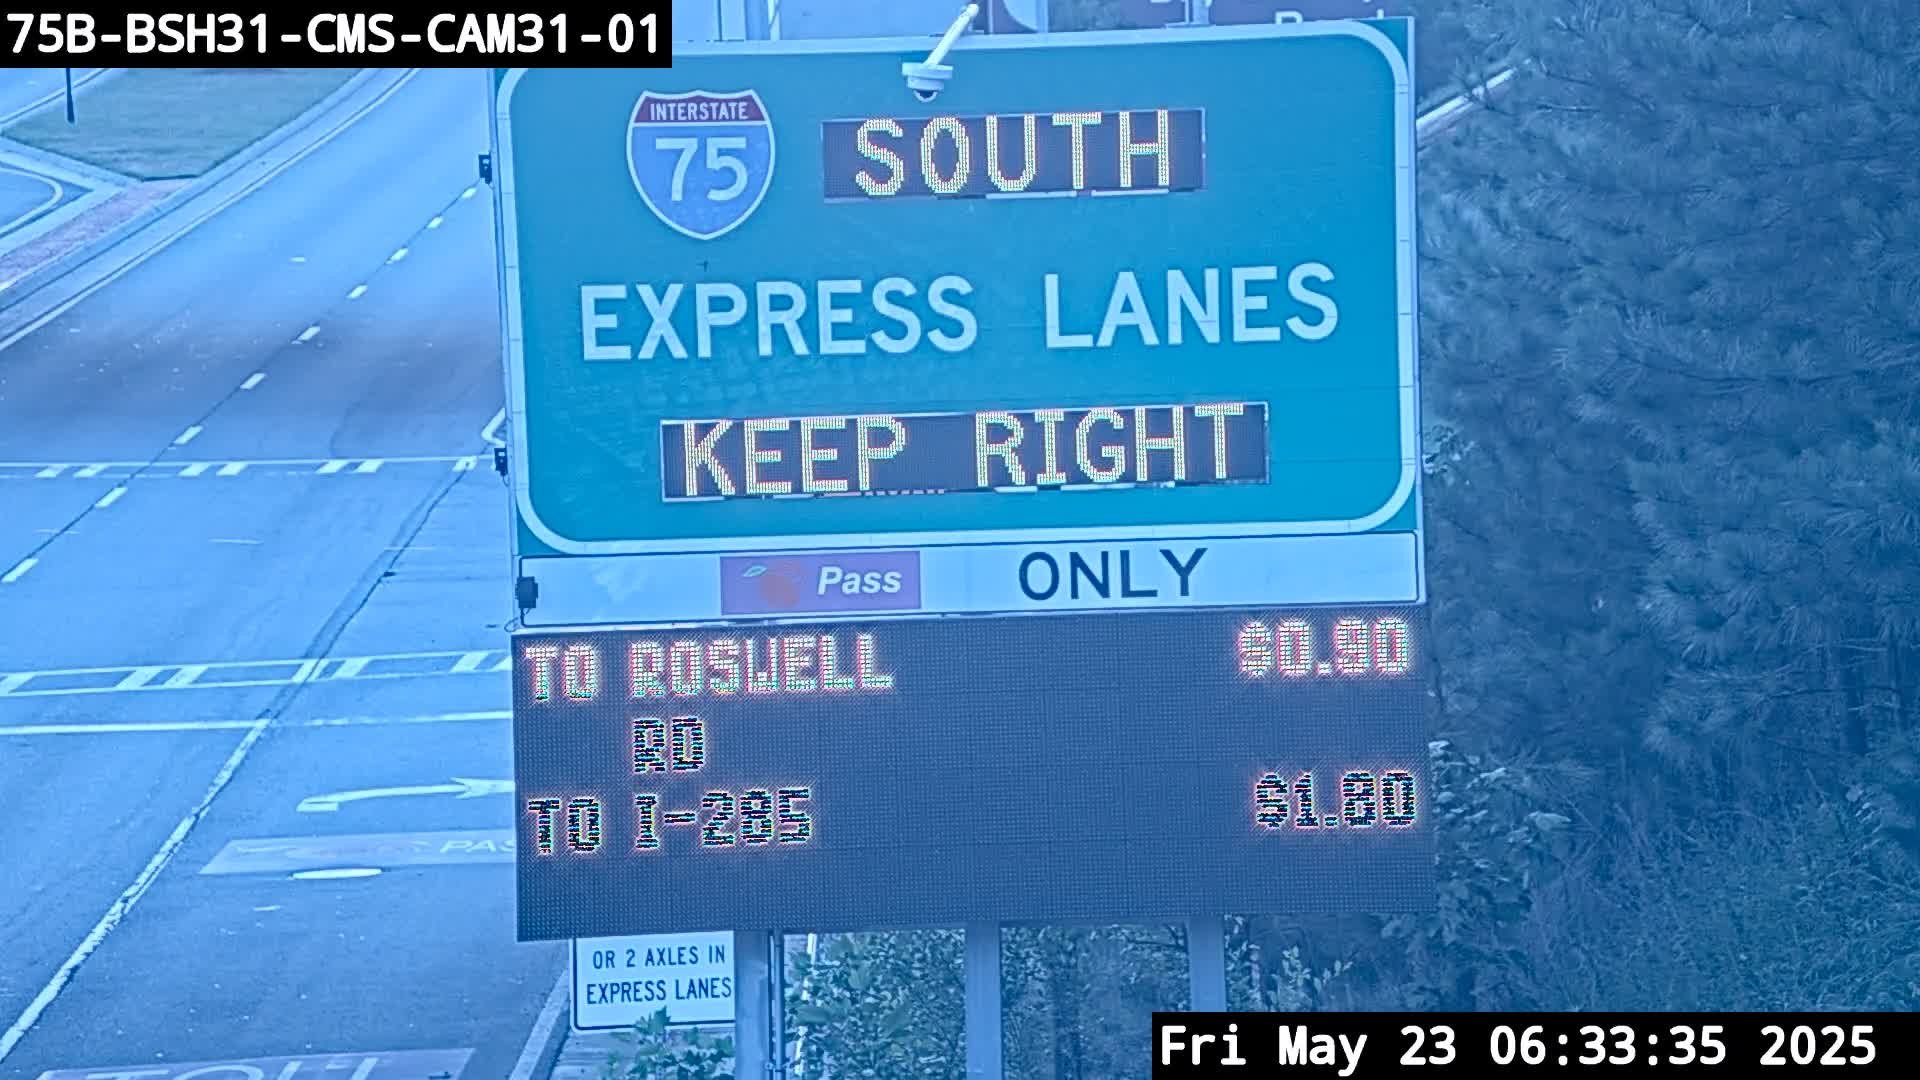 75B-BSH31-CMS-CAM31-01
INTERSTATE
75
SOUTH
EXPRESS LANES
KEEP RIGHT
Pass ONLY
TO ROSWELL $0.90
RD
TO I-285 $1.80
OR 2 AXLES IN
EXPRESS LANES
Fri May 23 06:33:35 2025